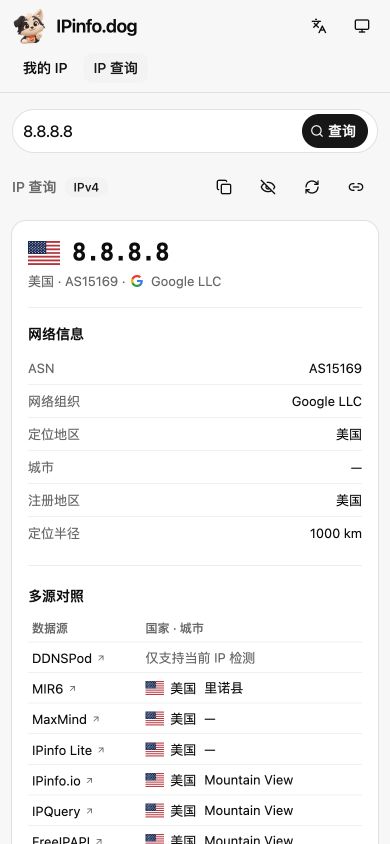 IPinfo.dog
我的 IP
IP 查询
8.8.8.8
查询
IP 查询 IPv4
8.8.8.8
美国 · AS15169 · Google LLC
网络信息
ASN AS15169
网络组织 Google LLC
定位地区 美国
城市 —
注册地区 美国
定位半径 1000 km
多源对照
数据源 国家 · 城市
DDNSPod 仅支持当前 IP 检测
MIR6 美国 里诺县
MaxMind 美国 —
IPinfo Lite 美国 —
IPinfo.io 美国 Mountain View
IPQuery 美国 Mountain View
FreeIPAPI 美国 Mountain View